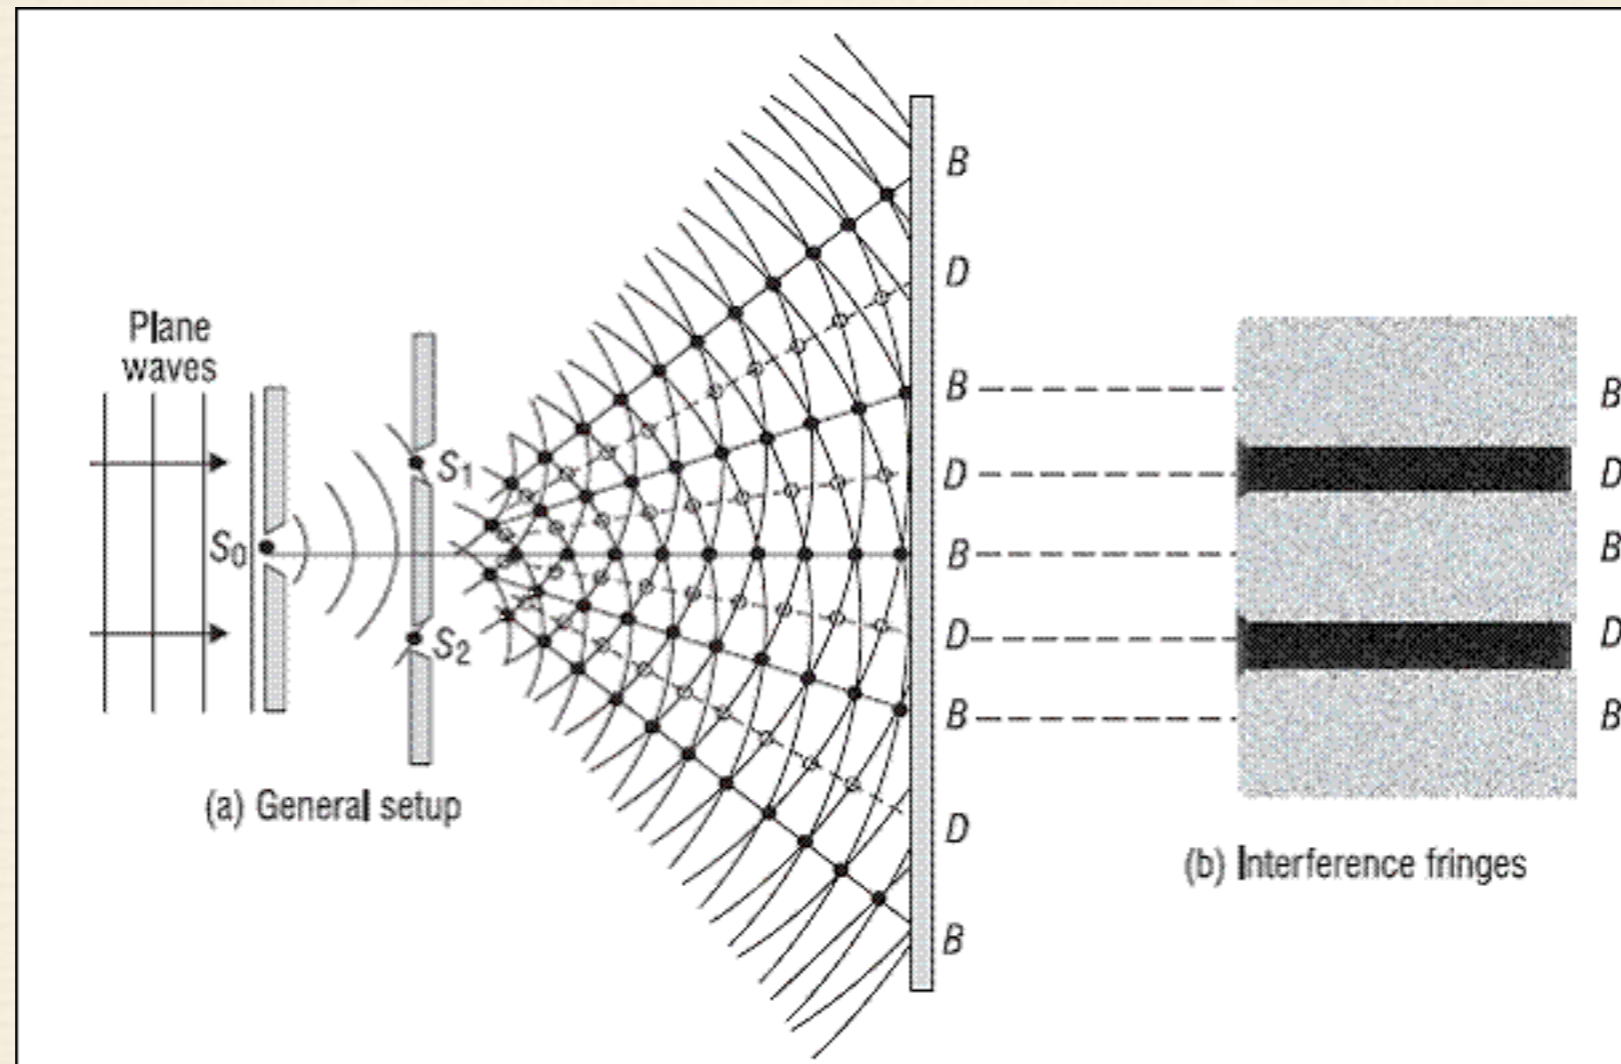 Plane
waves
S0
S1
S2
(a) General setup
B
D
B
D
B
D
B
D
B
B
D
B
D
B
(b) Interference fringes